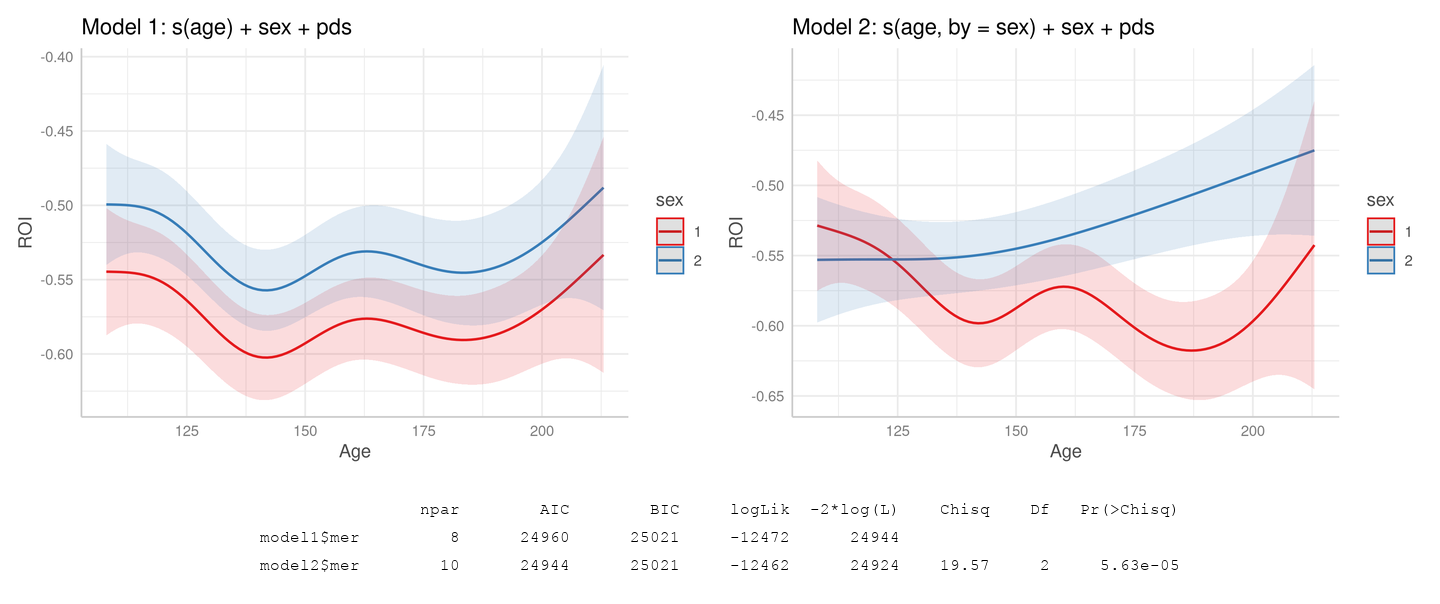 Model 1: s(age) + sex + pds
-0.40
-0.45
-0.50
-0.55
-0.60
ROI
125 150 175 200
Age
sex
1
2
Model 2: s(age, by = sex) + sex + pds
-0.45
-0.50
-0.55
-0.60
-0.65
ROI
125 150 175 200
Age
sex
1
2
npar AIC BIC logLik -2*log(L) Chisq Df Pr(>Chisq)
model1$mer 8 24960 25021 -12472 24944
model2$mer 10 24944 25021 -12462 24924 19.57 2 5.63e-05